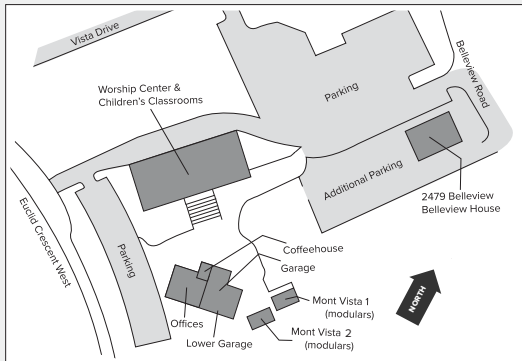 Vista Drive
Belleview Road
Worship Center &
Children's Classrooms
Parking
Additional Parking
2479 Belleview
Belleview House
Euclid Crescent West
Parking
Coffeehouse
Garage
Mont Vista 1
(modulars)
Offices
Lower Garage
Mont Vista 2
(modulars)
NORTH